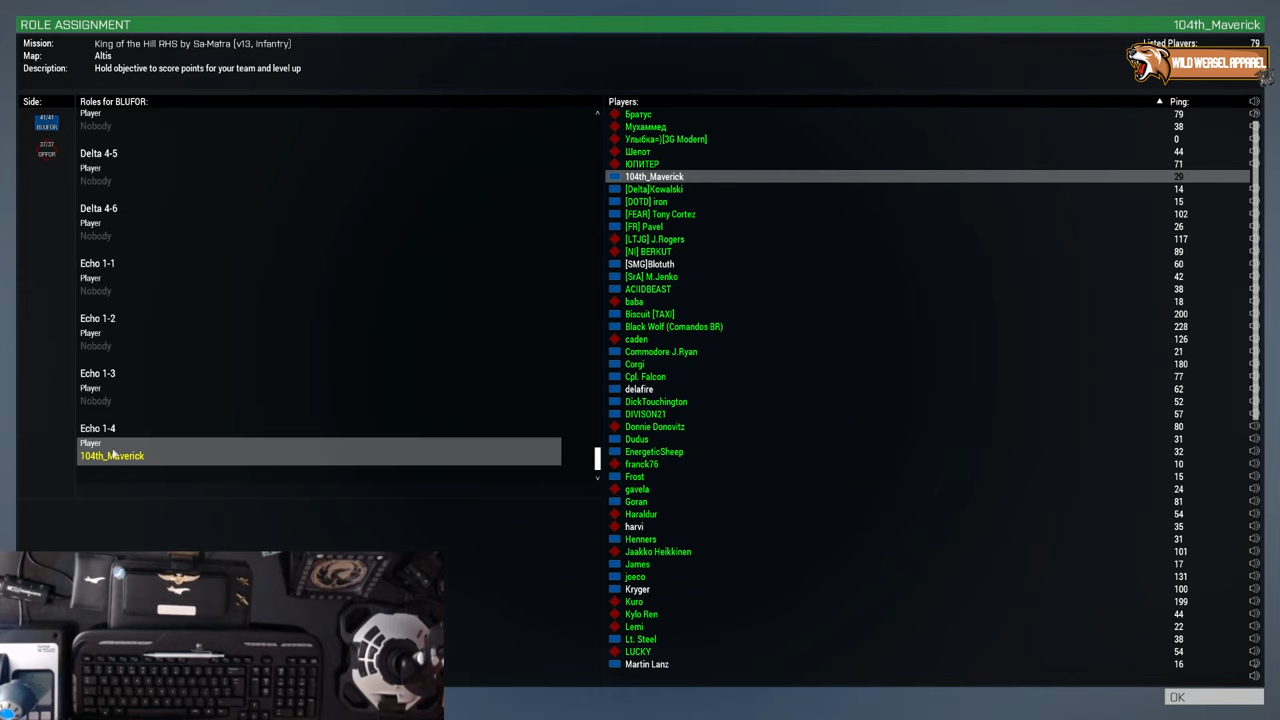 ROLE ASSIGNMENT
104th_Maverick
Mission: King of the Hill RHS by Sa-Matra (v13, Infantry)
Map: Altis
Description: Hold objective to score points for your team and level up
Listed Players: 79
WILD WEASEL APPAREL
Side:
41/41
BLUFOR
37/37
OPFOR
Roles for BLUFOR:
Player
Nobody
Delta 4-5
Player
Nobody
Delta 4-6
Player
Nobody
Echo 1-1
Player
Nobody
Echo 1-2
Player
Nobody
Echo 1-3
Player
Nobody
Echo 1-4
Player
104th_Maverick
Players: Ping:
Братус 79
Мухаммед 38
Улыбка=)[3G Modern] 0
Шепот 44
ЮПИТЕР 71
104th_Maverick 29
[Delta]Kowalski 14
[DOTD] iron 15
[FEAR] Tony Cortez 102
[FR] Pavel 26
[LTJG] J.Rogers 117
[NI] BERKUT 89
[SMG]Blotuth 60
[SrA] M.Jenko 42
ACIIDBEAST 38
baba 18
Biscuit [TAXI] 200
Black Wolf (Comandos BR) 228
caden 126
Commodore J.Ryan 21
Corgi 180
Cpl. Falcon 77
delafire 62
DickTouchington 52
DIVISON21 57
Donnie Donovitz 80
Dudus 31
EnergeticSheep 32
franck76 10
Frost 15
gavela 24
Goran 81
Haraldur 54
harvi 35
Henners 31
Jaakko Heikkinen 101
James 17
joeco 131
Kryger 100
Kuro 199
Kylo Ren 44
Lemi 22
Lt. Steel 38
LUCKY 54
Martin Lanz 16
OK